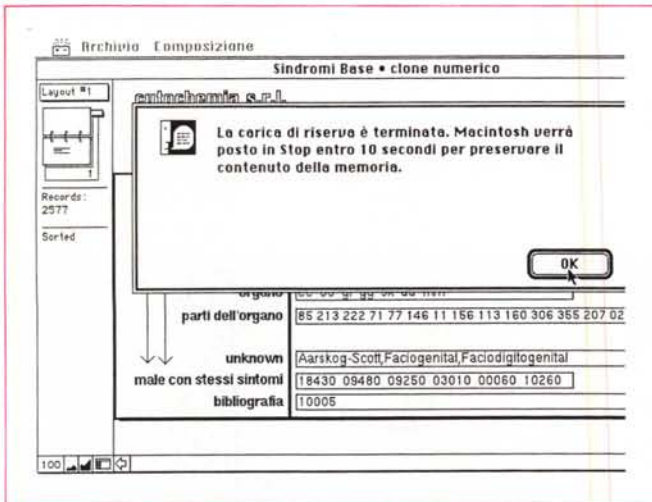 Archivio Composizione
Sindromi Base • clone numerico
Layout #1
cytochemia s.r.l.
La carica di riserva è terminata. Macintosh verrà
posto in Stop entro 10 secondi per preservare il
contenuto della memoria.
1
Records:
2577
Sorted
OK
organo
parti dell'organo
85 213 222 71 77 146 11 156 113 160 306 355 207 02
unknown
Aarskog-Scott,Faciogenital,Faciodigitogenital
male con stessi sintomi
18430 09480 09250 03010 00060 10260
bibliografia
10005
100